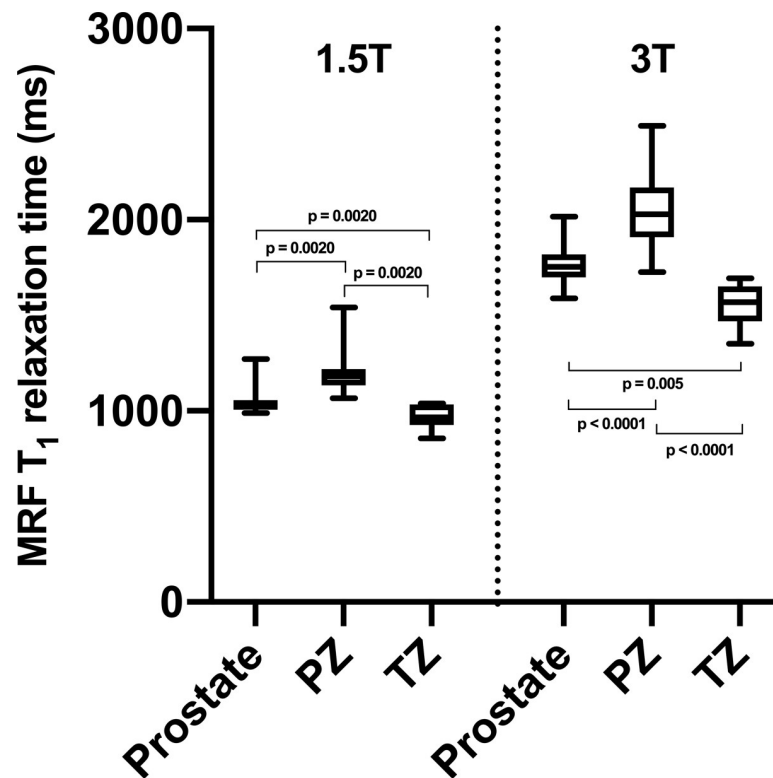 MRF T1 relaxation time (ms)
3000
2000
1000
0
1.5T
3T
p = 0.0020
p = 0.0020
p = 0.0020
p = 0.005
p < 0.0001
p < 0.0001
Prostate
PZ
TZ
Prostate
PZ
TZ